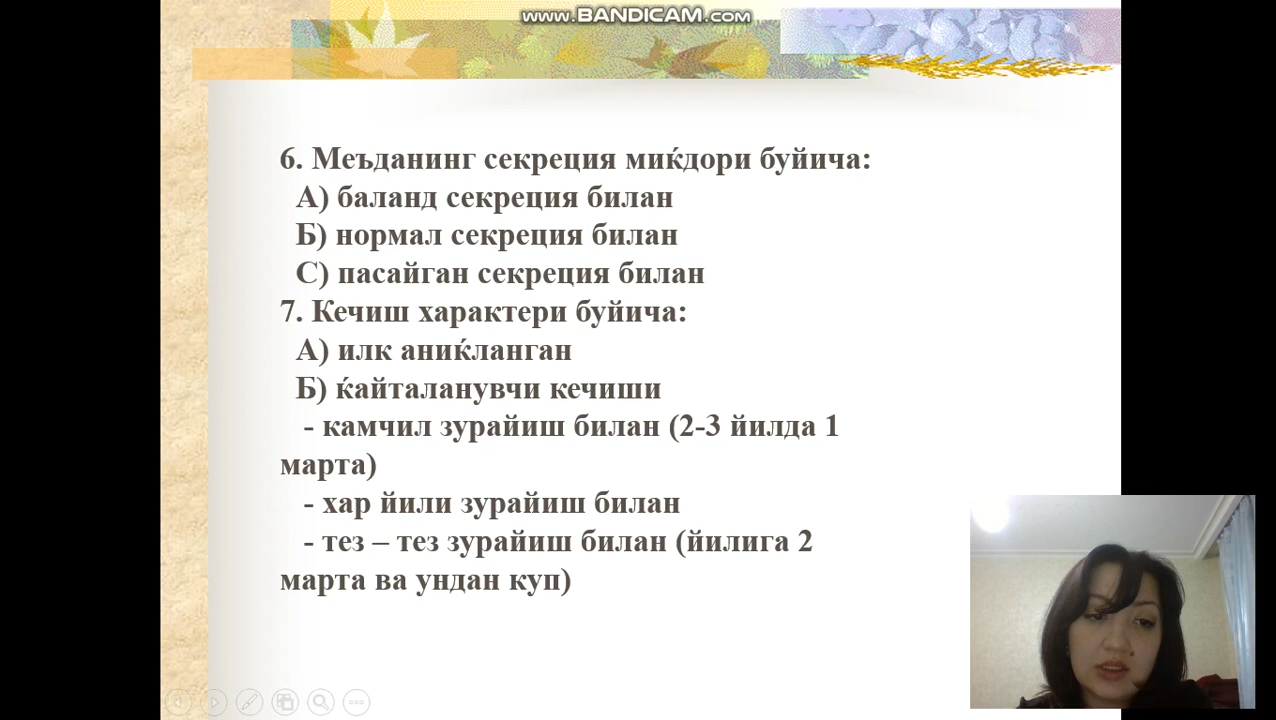 www.BANDICAM.com
6. Меъданинг секреция миќдори буйича:
А) баланд секреция билан
Б) нормал секреция билан
С) пасайган секреция билан
7. Кечиш характери буйича:
А) илк аниќланган
Б) ќайталанувчи кечиши
- камчил зурайиш билан (2-3 йилда 1
марта)
- хар йили зурайиш билан
- тез – тез зурайиш билан (йилига 2
марта ва ундан куп)